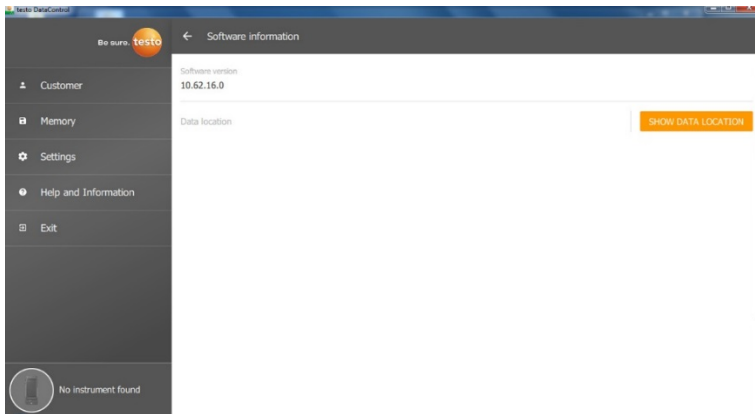 testo DataControl
Be sure. testo
← Software information
Customer
Memory
Settings
Help and Information
Exit
No instrument found
Software version
10.62.16.0
Data location
SHOW DATA LOCATION